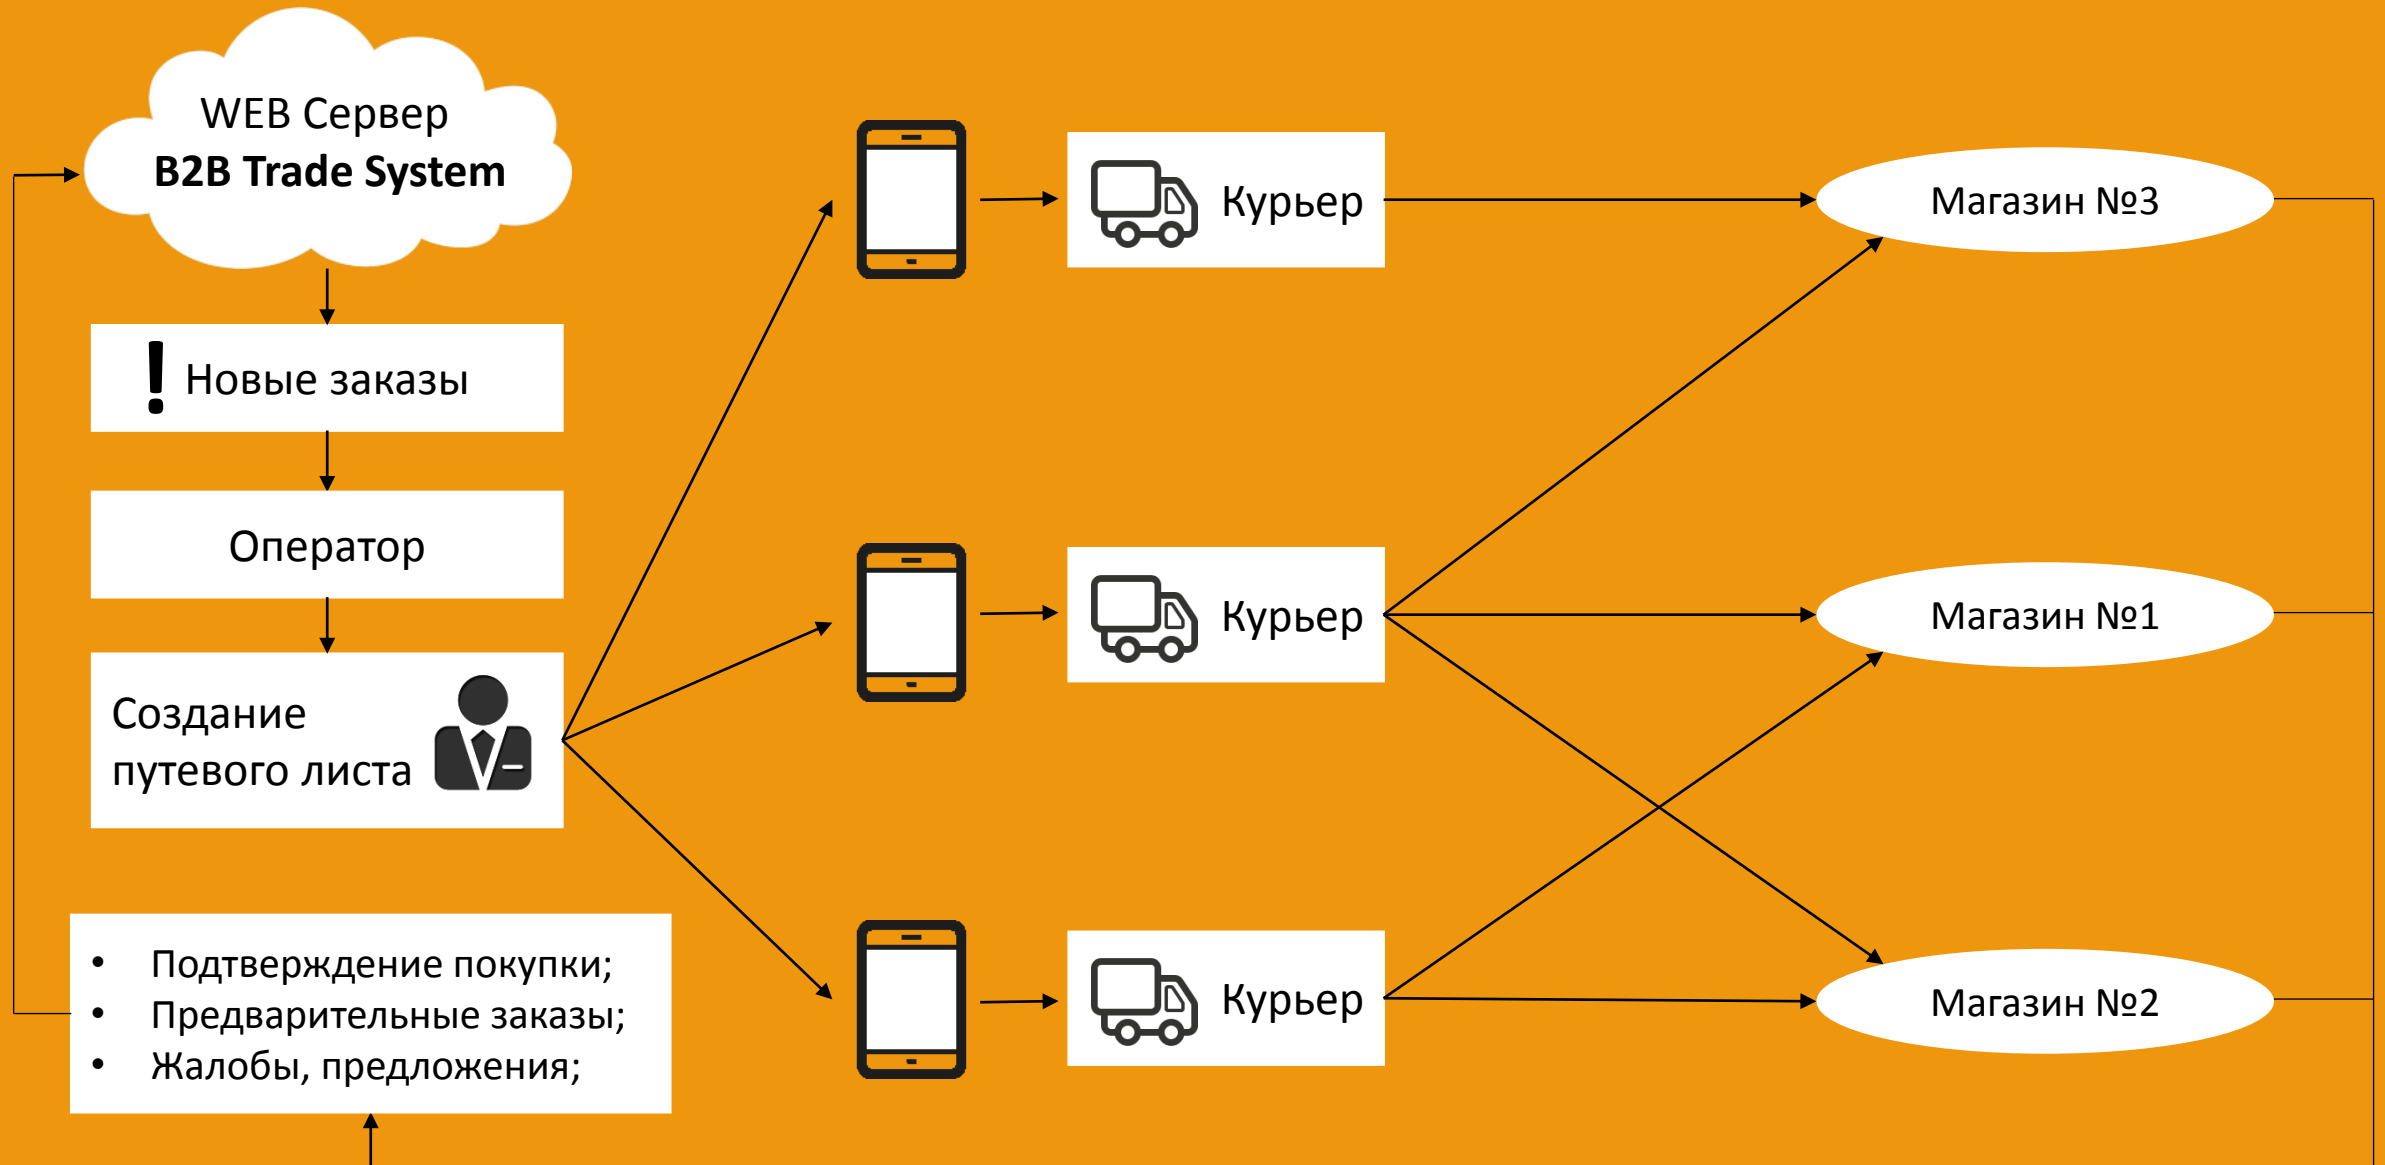 WEB Сервер
B2B Trade System
! Новые заказы
Оператор
Создание
путевого листа
• Подтверждение покупки;
• Предварительные заказы;
• Жалобы, предложения;
Курьер
Курьер
Курьер
Магазин №3
Магазин №1
Магазин №2